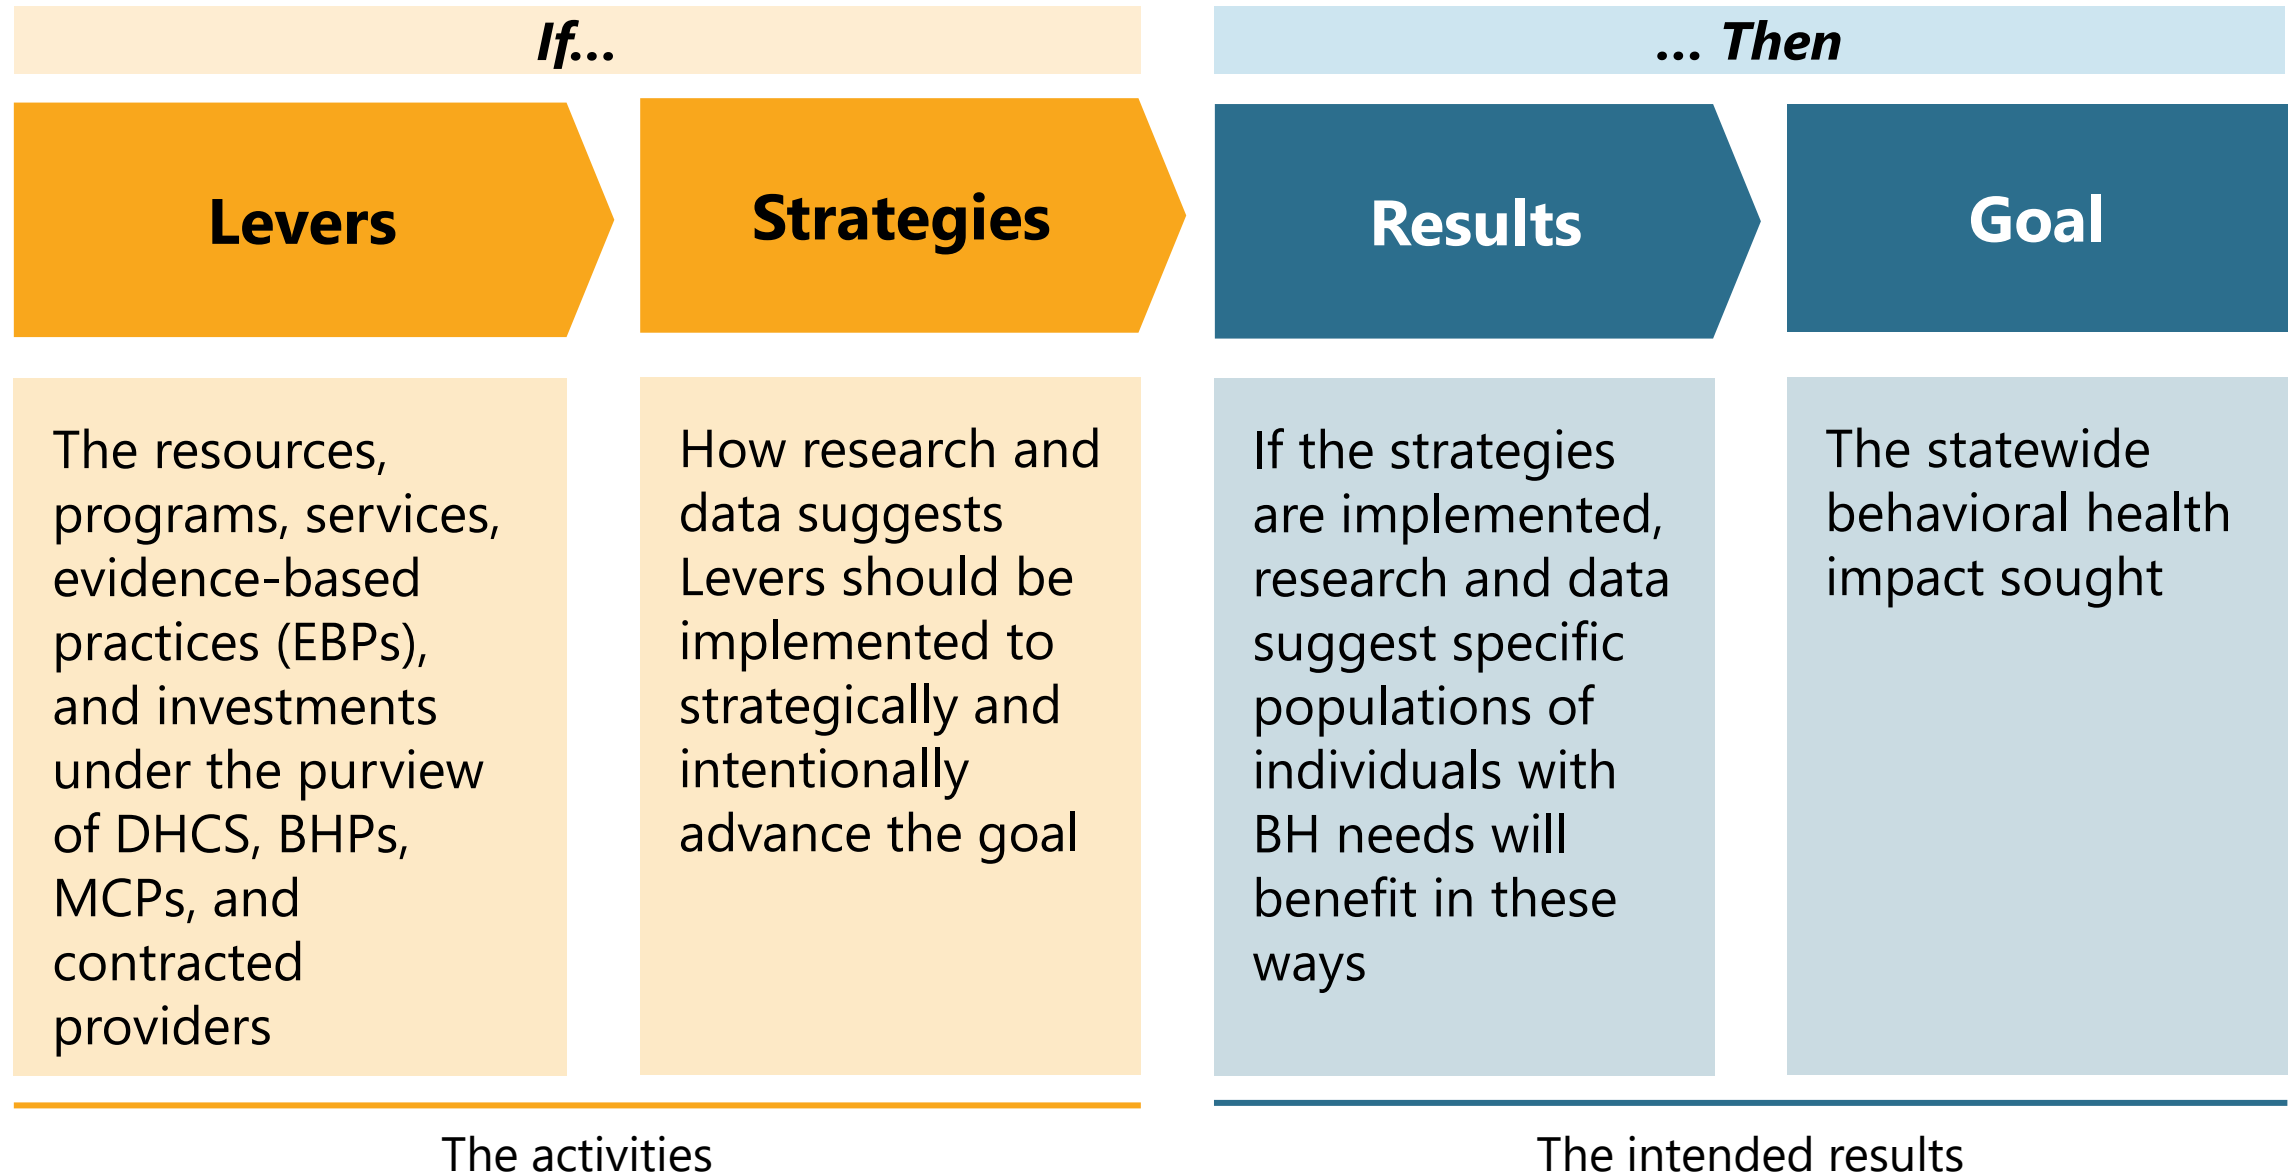 If...
... Then
Levers
Strategies
Results
Goal
The resources,
programs, services,
evidence-based
practices (EBPs),
and investments
under the purview
of DHCS, BHPs,
MCPs, and
contracted
providers
How research and
data suggests
Levers should be
implemented to
strategically and
intentionally
advance the goal
If the strategies
are implemented,
research and data
suggest specific
populations of
individuals with
BH needs will
benefit in these
ways
The statewide
behavioral health
impact sought
The activities
The intended results